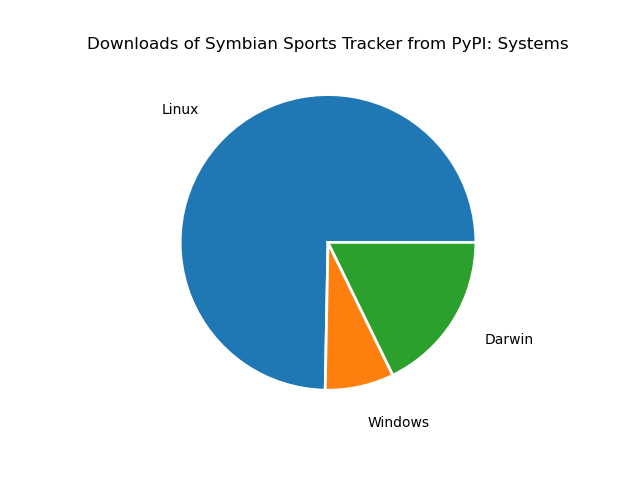 Downloads of Symbian Sports Tracker from PyPI: Systems
Linux
Darwin
Windows